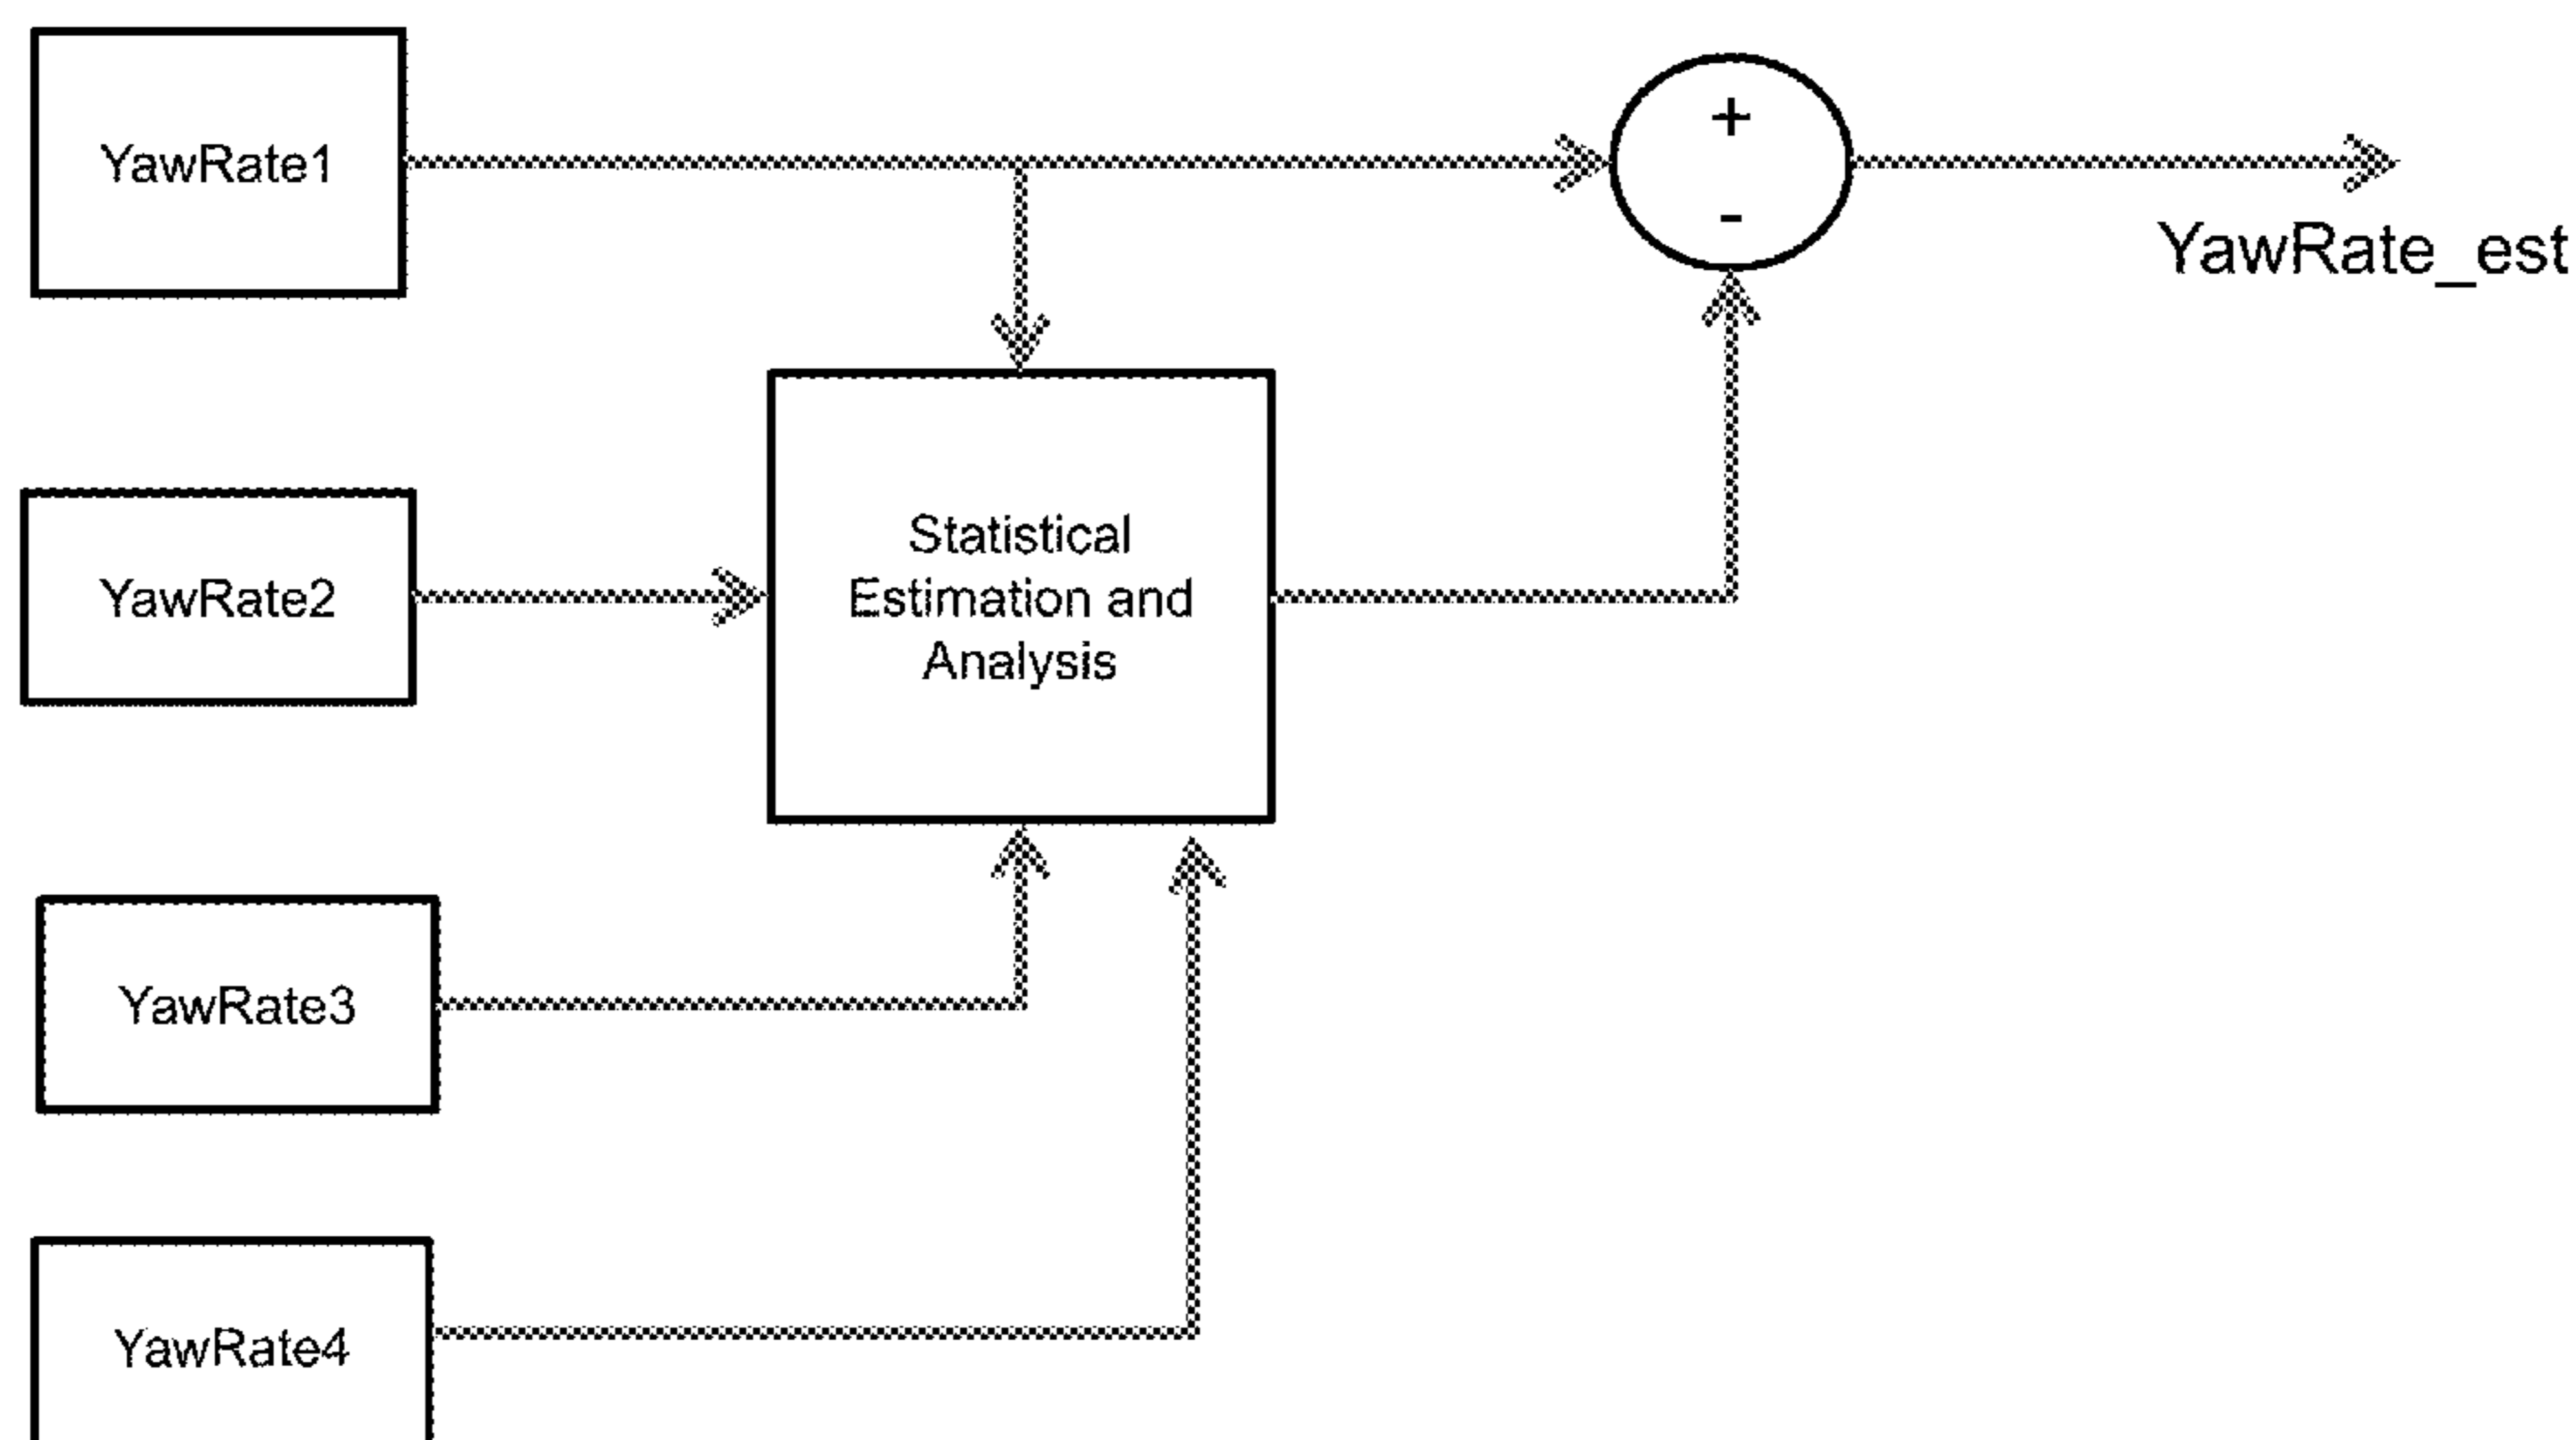 YawRate1
+
-
YawRate_est
YawRate2
Statistical
Estimation and
Analysis
YawRate3
YawRate4